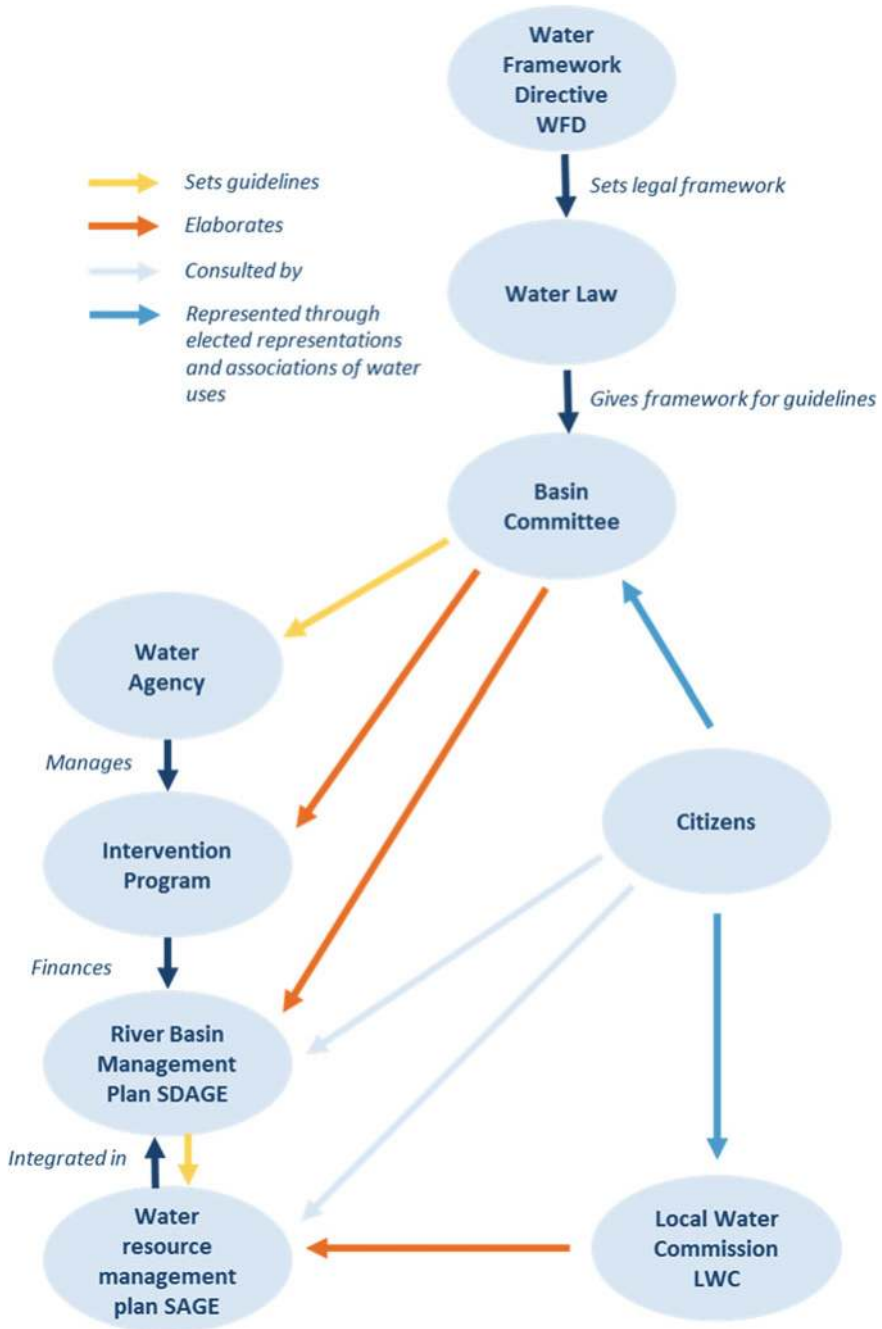 Water
Framework
Directive
WFD
Sets guidelines
Sets legal framework
Elaborates
Consulted by
Water Law
Represented through
elected representations
and associations of water
uses
Gives framework for guidelines
Basin
Committee
Water
Agency
Manages
Citizens
Intervention
Program
Finances
River Basin
Management
Plan SDAGE
Integrated in
Water
resource
management
plan SAGE
Local Water
Commission
LWC